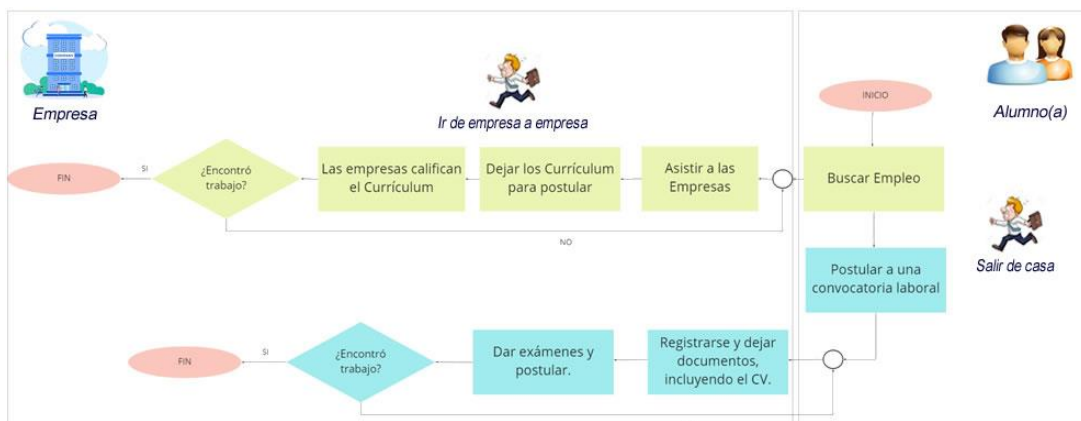 Empresa
Ir de empresa a empresa
INICIO
Alumno(a)
FIN
SI
¿Encontró
trabajo?
Las empresas califican
el Currículum
Dejar los Currículum
para postular
Asistir a las
Empresas
Buscar Empleo
NO
Salir de casa
Postular a una
convocatoria laboral
FIN
SI
¿Encontró
trabajo?
Dar exámenes y
postular.
Registrarse y dejar
documentos,
incluyendo el CV.